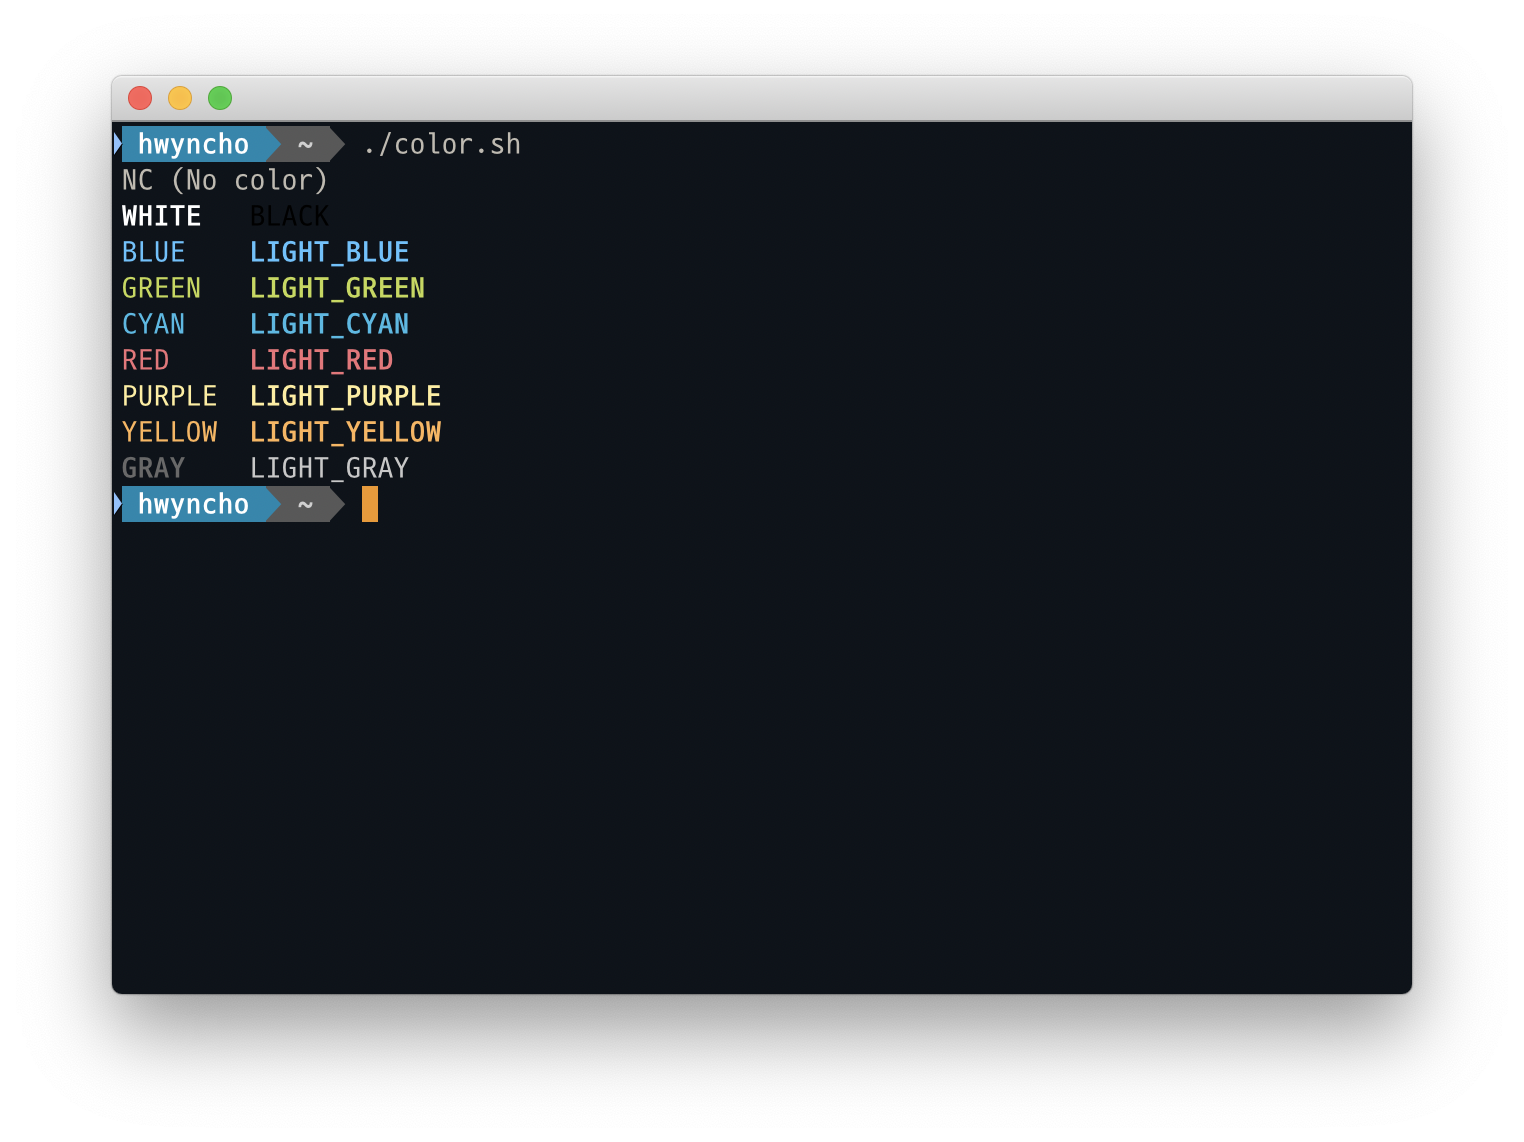 hwyncho ~ ./color.sh
NC (No color)
WHITE BLACK
BLUE LIGHT_BLUE
GREEN LIGHT_GREEN
CYAN LIGHT_CYAN
RED LIGHT_RED
PURPLE LIGHT_PURPLE
YELLOW LIGHT_YELLOW
GRAY LIGHT_GRAY
hwyncho ~